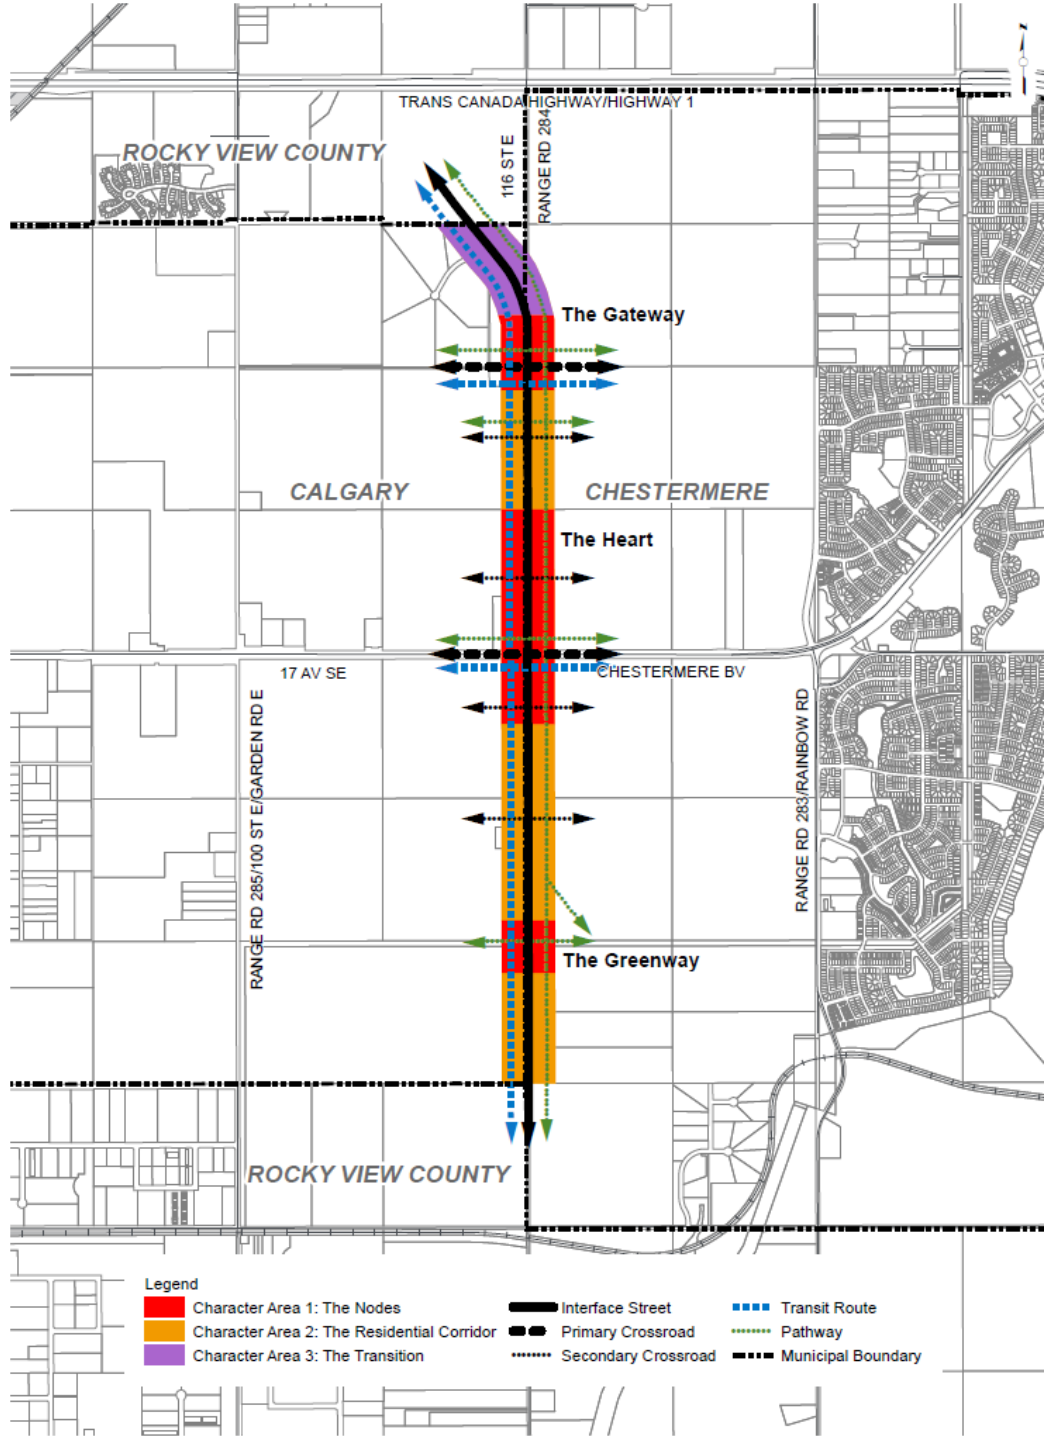 N
TRANS CANADA HIGHWAY/HIGHWAY 1
ROCKY VIEW COUNTY
116 ST E
RANGE RD 284
The Gateway
CALGARY
CHESTERMERE
The Heart
17 AV SE
CHESTERMERE BV
RANGE RD 285/100 ST E/GARDEN RD E
RANGE RD 283/RAINBOW RD
The Greenway
ROCKY VIEW COUNTY
Legend
Character Area 1: The Nodes
Character Area 2: The Residential Corridor
Character Area 3: The Transition
Interface Street
Primary Crossroad
Secondary Crossroad
Transit Route
Pathway
Municipal Boundary